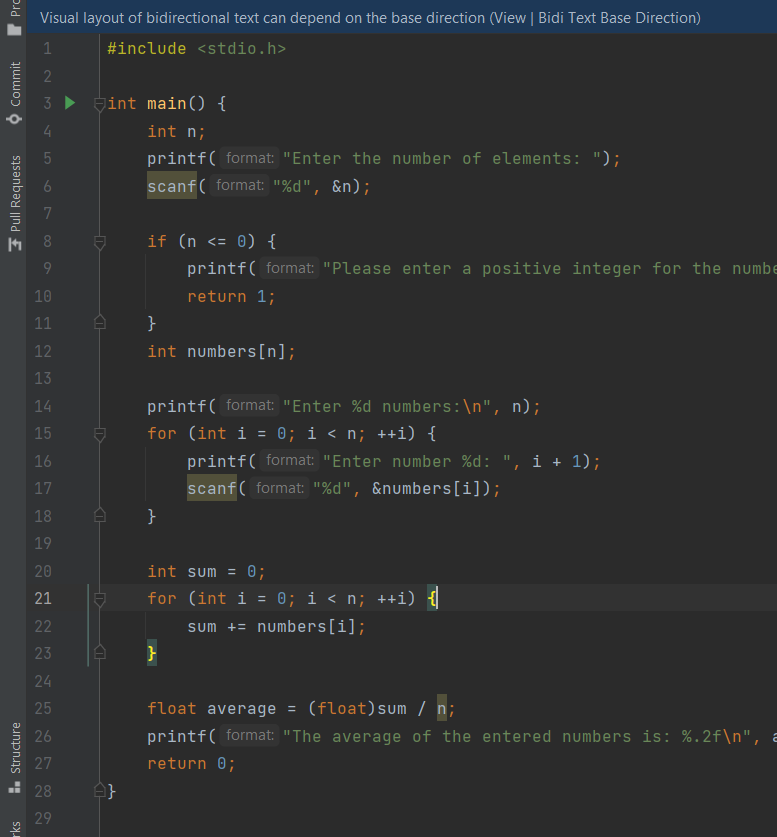 Visual layout of bidirectional text can depend on the base direction (View | Bidi Text Base Direction)
Commit
Pull Requests
Structure
1 #include <stdio.h>
2
3 int main() {
4 int n;
5 printf( format: "Enter the number of elements: ");
6 scanf( format: "%d", &n);
7
8 if (n <= 0) {
9 printf( format: "Please enter a positive integer for the numbe
10 return 1;
11 }
12 int numbers[n];
13
14 printf( format: "Enter %d numbers:\n", n);
15 for (int i = 0; i < n; ++i) {
16 printf( format: "Enter number %d: ", i + 1);
17 scanf( format: "%d", &numbers[i]);
18 }
19
20 int sum = 0;
21 for (int i = 0; i < n; ++i) {
22 sum += numbers[i];
23 }
24
25 float average = (float)sum / n;
26 printf( format: "The average of the entered numbers is: %.2f\n", a
27 return 0;
28 }
29